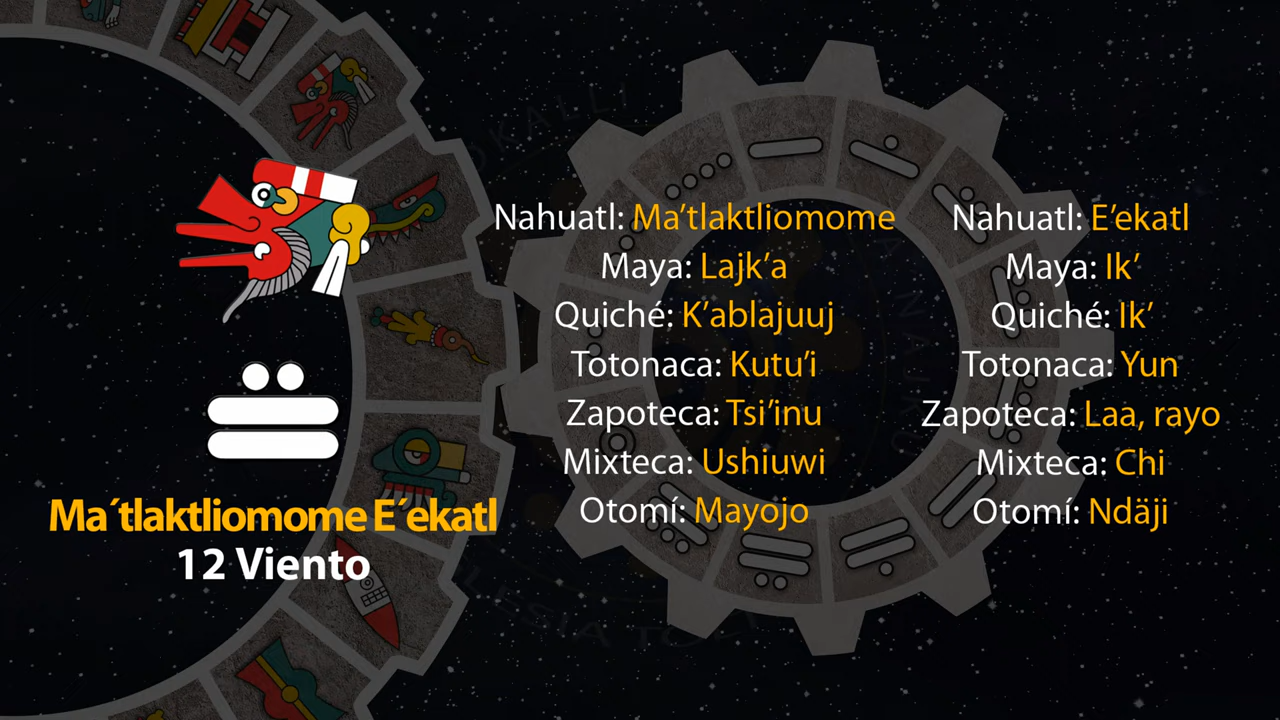 Nahuatl: Ma’tlaktliomome
Maya: Lajk’a
Quiché: K’ablajuuj
Totonaca: Kutu’i
Zapoteca: Tsi’inu
Mixteca: Ushiuwi
Otomí: Mayojo
Nahuatl: E’ekatl
Maya: Ik’
Quiché: Ik’
Totonaca: Yun
Zapoteca: Laa, rayo
Mixteca: Chi
Otomí: Ndäji
Ma´tlaktliomome E´ekatl
12 Viento